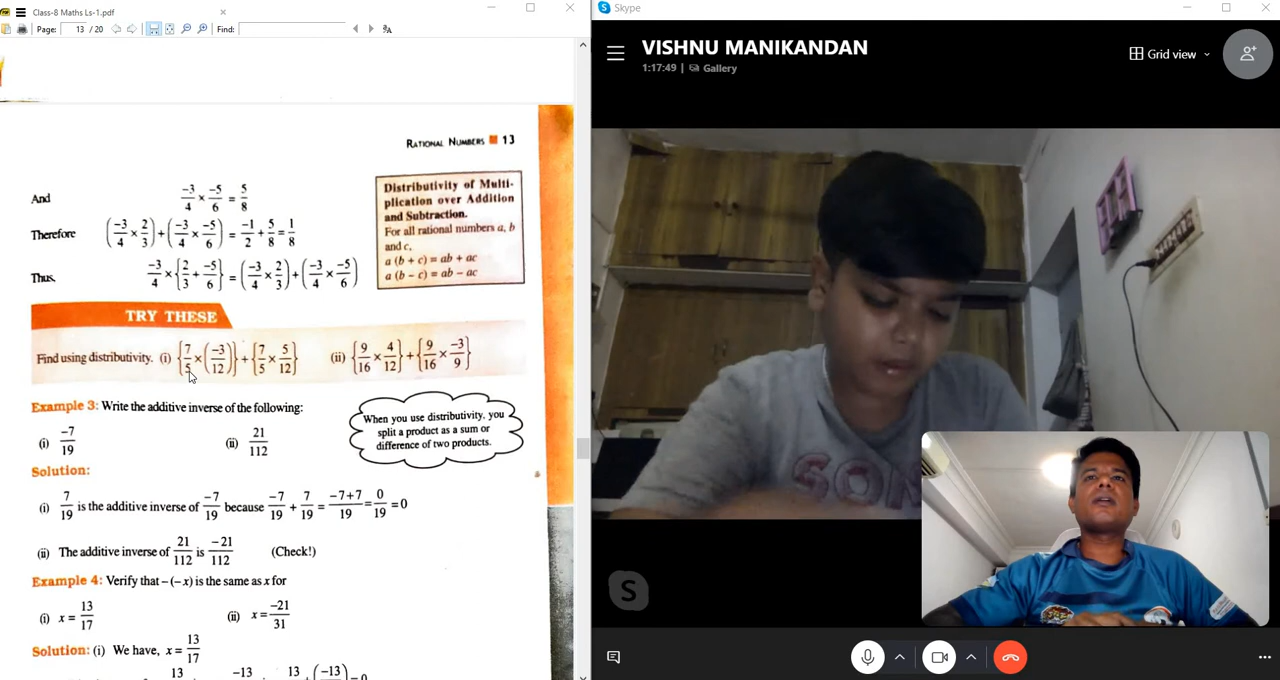 Class-8 Maths Ls-1.pdf
Page: 13 / 20 Find:
RATIONAL NUMBERS 13
And -3/4 × -5/6 = 5/8
Therefore (-3/4 × 2/3) + (-3/4 × -5/6) = -1/2 + 5/8 = 1/8
Thus, -3/4 × {2/3 + -5/6} = (-3/4 × 2/3) + (-3/4 × -5/6)
Distributivity of Multi-
plication over Addition
and Subtraction.
For all rational numbers a, b
and c,
a (b + c) = ab + ac
a (b – c) = ab – ac
TRY THESE
Find using distributivity. (i) {7/5 × (-3/12)} + {7/5 × 5/12} (ii) {9/16 × 4/12} + {9/16 × -3/9}
Example 3: Write the additive inverse of the following:
(i) -7/19 (ii) 21/112
When you use distributivity, you
split a product as a sum or
difference of two products.
Solution:
(i) 7/19 is the additive inverse of -7/19 because -7/19 + 7/19 = -7+7/19 = 0/19 = 0
(ii) The additive inverse of 21/112 is -21/112 (Check!)
Example 4: Verify that – (– x) is the same as x for
(i) x = 13/17 (ii) x = -21/31
Solution: (i) We have, x = 13/17
Skype
VISHNU MANIKANDAN
1:17:49 | Gallery
Grid view
S